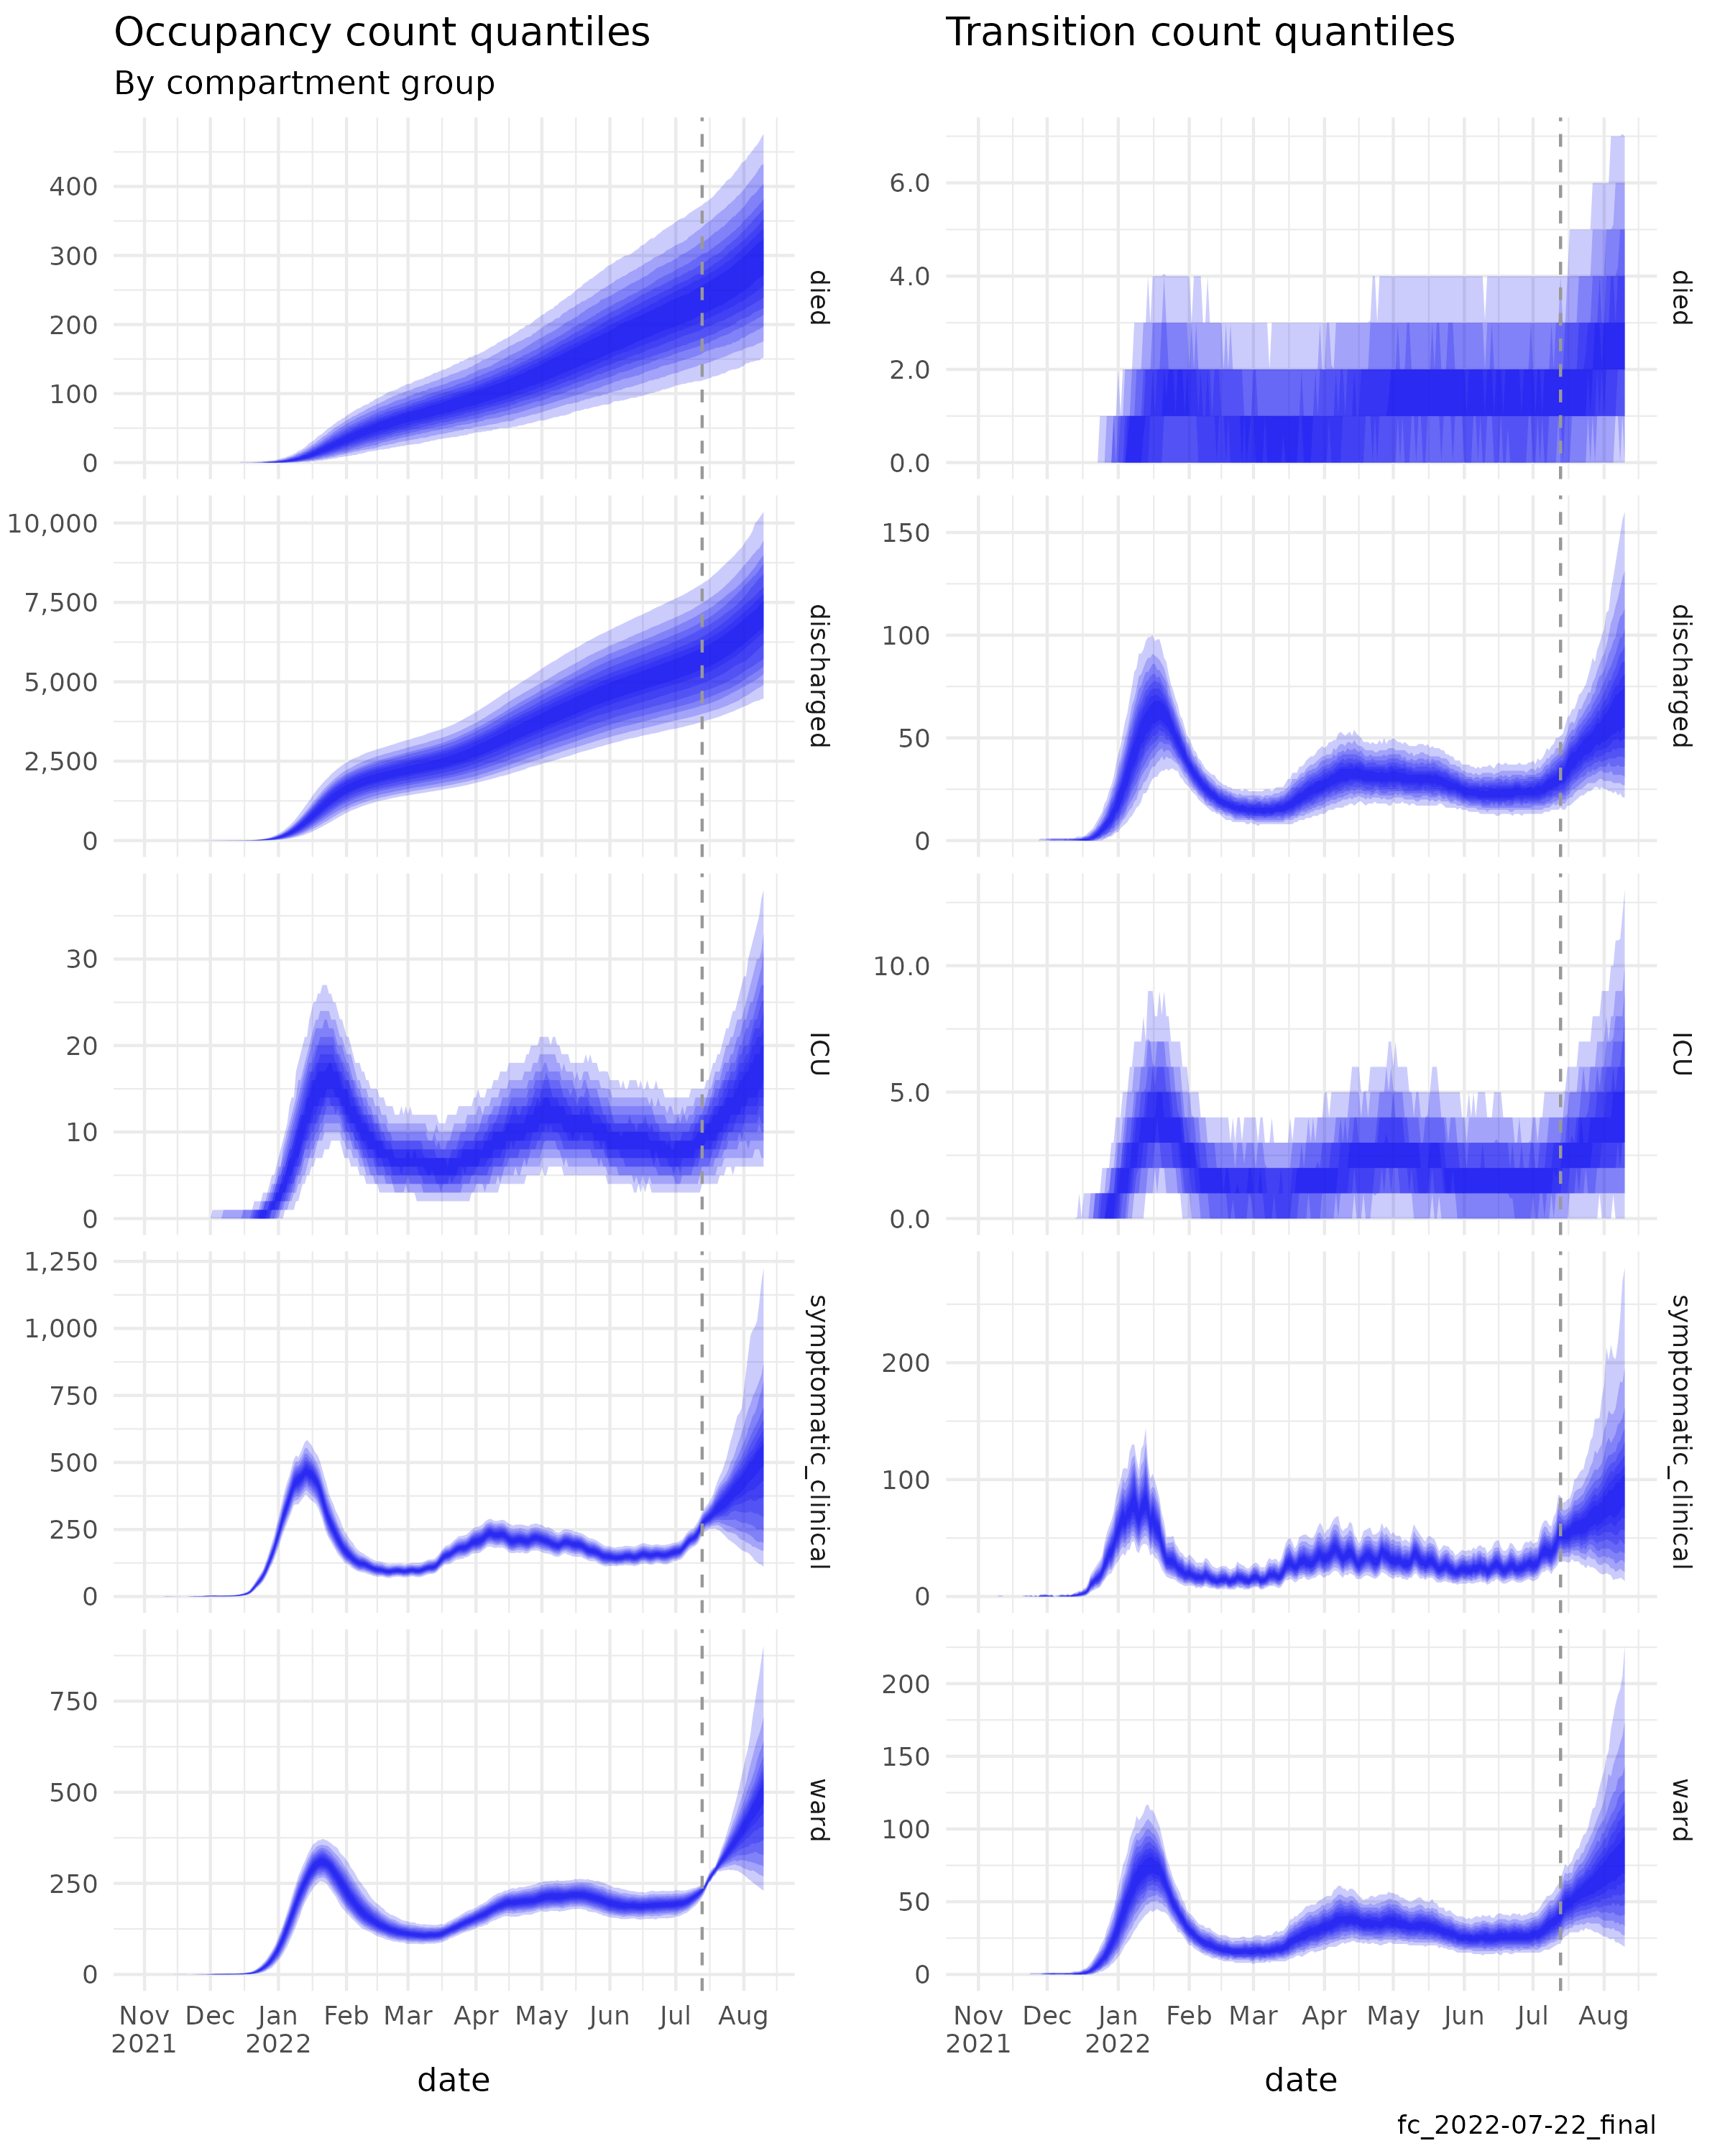 Occupancy count quantiles
By compartment group
400
300
200
100
0
died
10,000
7,500
5,000
2,500
0
discharged
30
20
10
0
ICU
1,250
1,000
750
500
250
0
symptomatic_clinical
750
500
250
0
ward
Nov Dec Jan Feb Mar Apr May Jun Jul Aug
2021 2022
date
Transition count quantiles
6.0
4.0
2.0
0.0
died
150
100
50
0
discharged
10.0
5.0
0.0
ICU
200
100
0
symptomatic_clinical
200
150
100
50
0
ward
Nov Dec Jan Feb Mar Apr May Jun Jul Aug
2021 2022
date
fc_2022-07-22_final